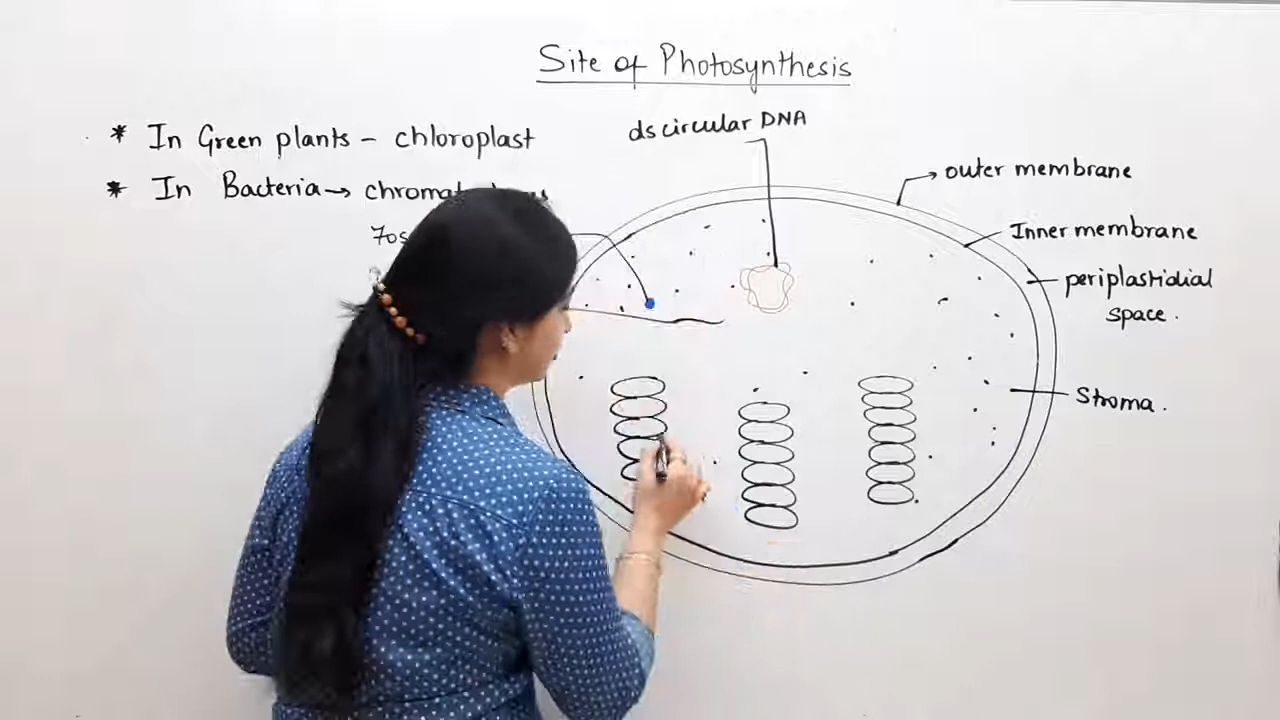 Site of Photosynthesis
* In Green plants - chloroplast
* In Bacteria →
70s
ds circular DNA
outer membrane
Inner membrane
periplastidial
space.
Stroma.